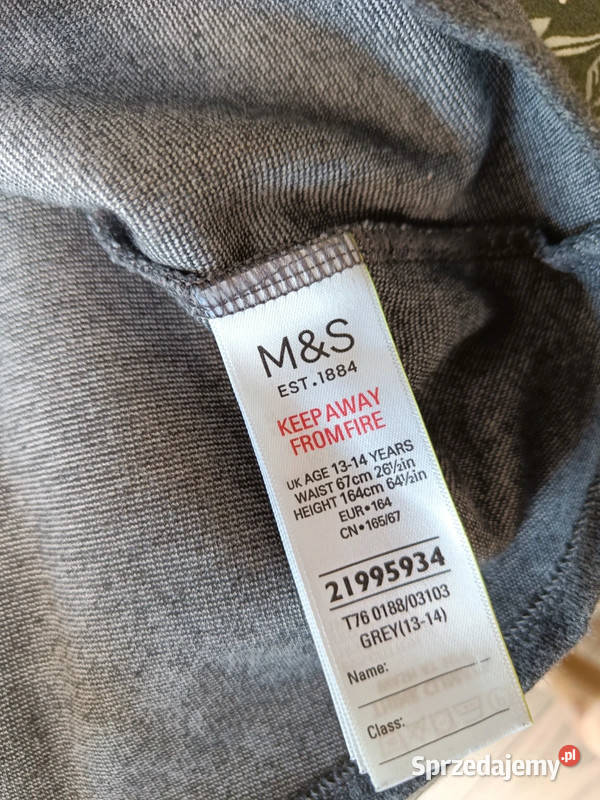 M&S
EST.1884
KEEP AWAY
FROM FIRE
UK AGE 13-14 YEARS
WAIST 67cm 26½in
HEIGHT 164cm 64½in
EUR•164
CN•165/67
21995934
T76 0188/03103
GREY(13-14)
Name:
Class:
Sprzedajemy.pl